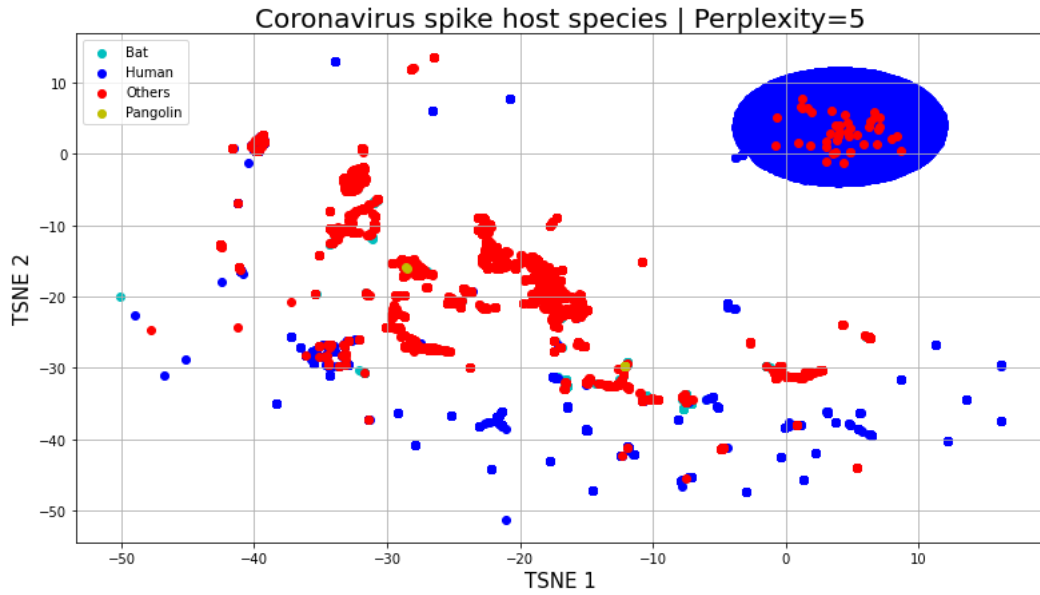 Coronavirus spike host species | Perplexity=5
Bat
Human
Others
Pangolin
10
0
−10
−20
−30
−40
−50
TSNE 2
−50 −40 −30 −20 −10 0 10
TSNE 1